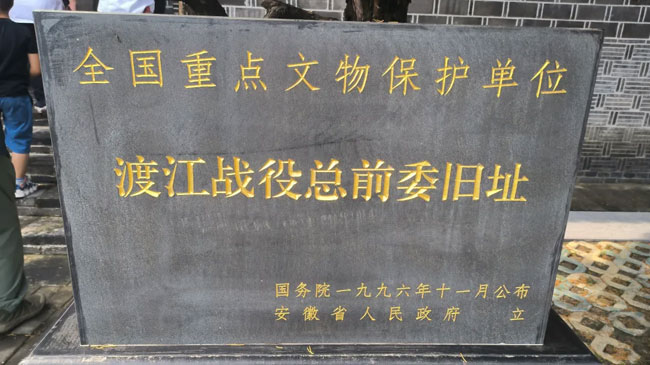 全国重点文物保护单位
渡江战役总前委旧址
国务院一九九六年十一月公布
安徽省人民政府 立